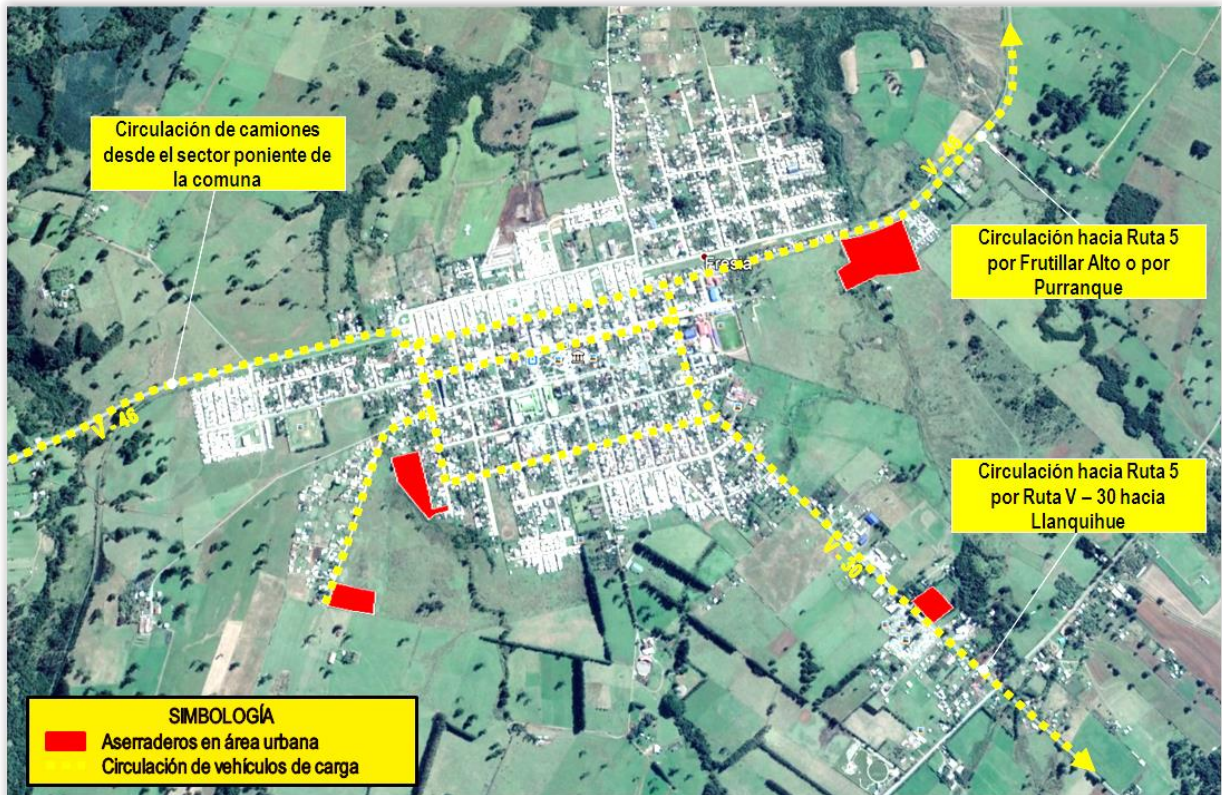 Circulación de camiones
desde el sector poniente de
la comuna
V - 46
Fresia
Circulación hacia Ruta 5
por Frutillar Alto o por
Purranque
V - 30
Circulación hacia Ruta 5
por Ruta V – 30 hacia
Llanquihue
SIMBOLOGÍA
Aserraderos en área urbana
Circulación de vehículos de carga